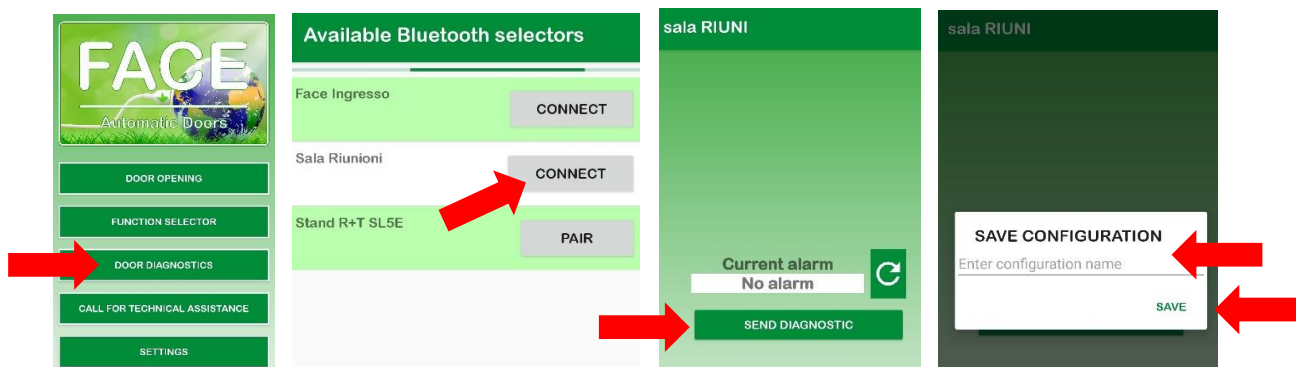 FACE
Automatic Doors
DOOR OPENING
FUNCTION SELECTOR
DOOR DIAGNOSTICS
CALL FOR TECHNICAL ASSISTANCE
SETTINGS
Available Bluetooth selectors
Face Ingresso
CONNECT
Sala Riunioni
CONNECT
Stand R+T SL5E
PAIR
sala RIUNI
Current alarm
No alarm
SEND DIAGNOSTIC
sala RIUNI
SAVE CONFIGURATION
Enter configuration name
SAVE